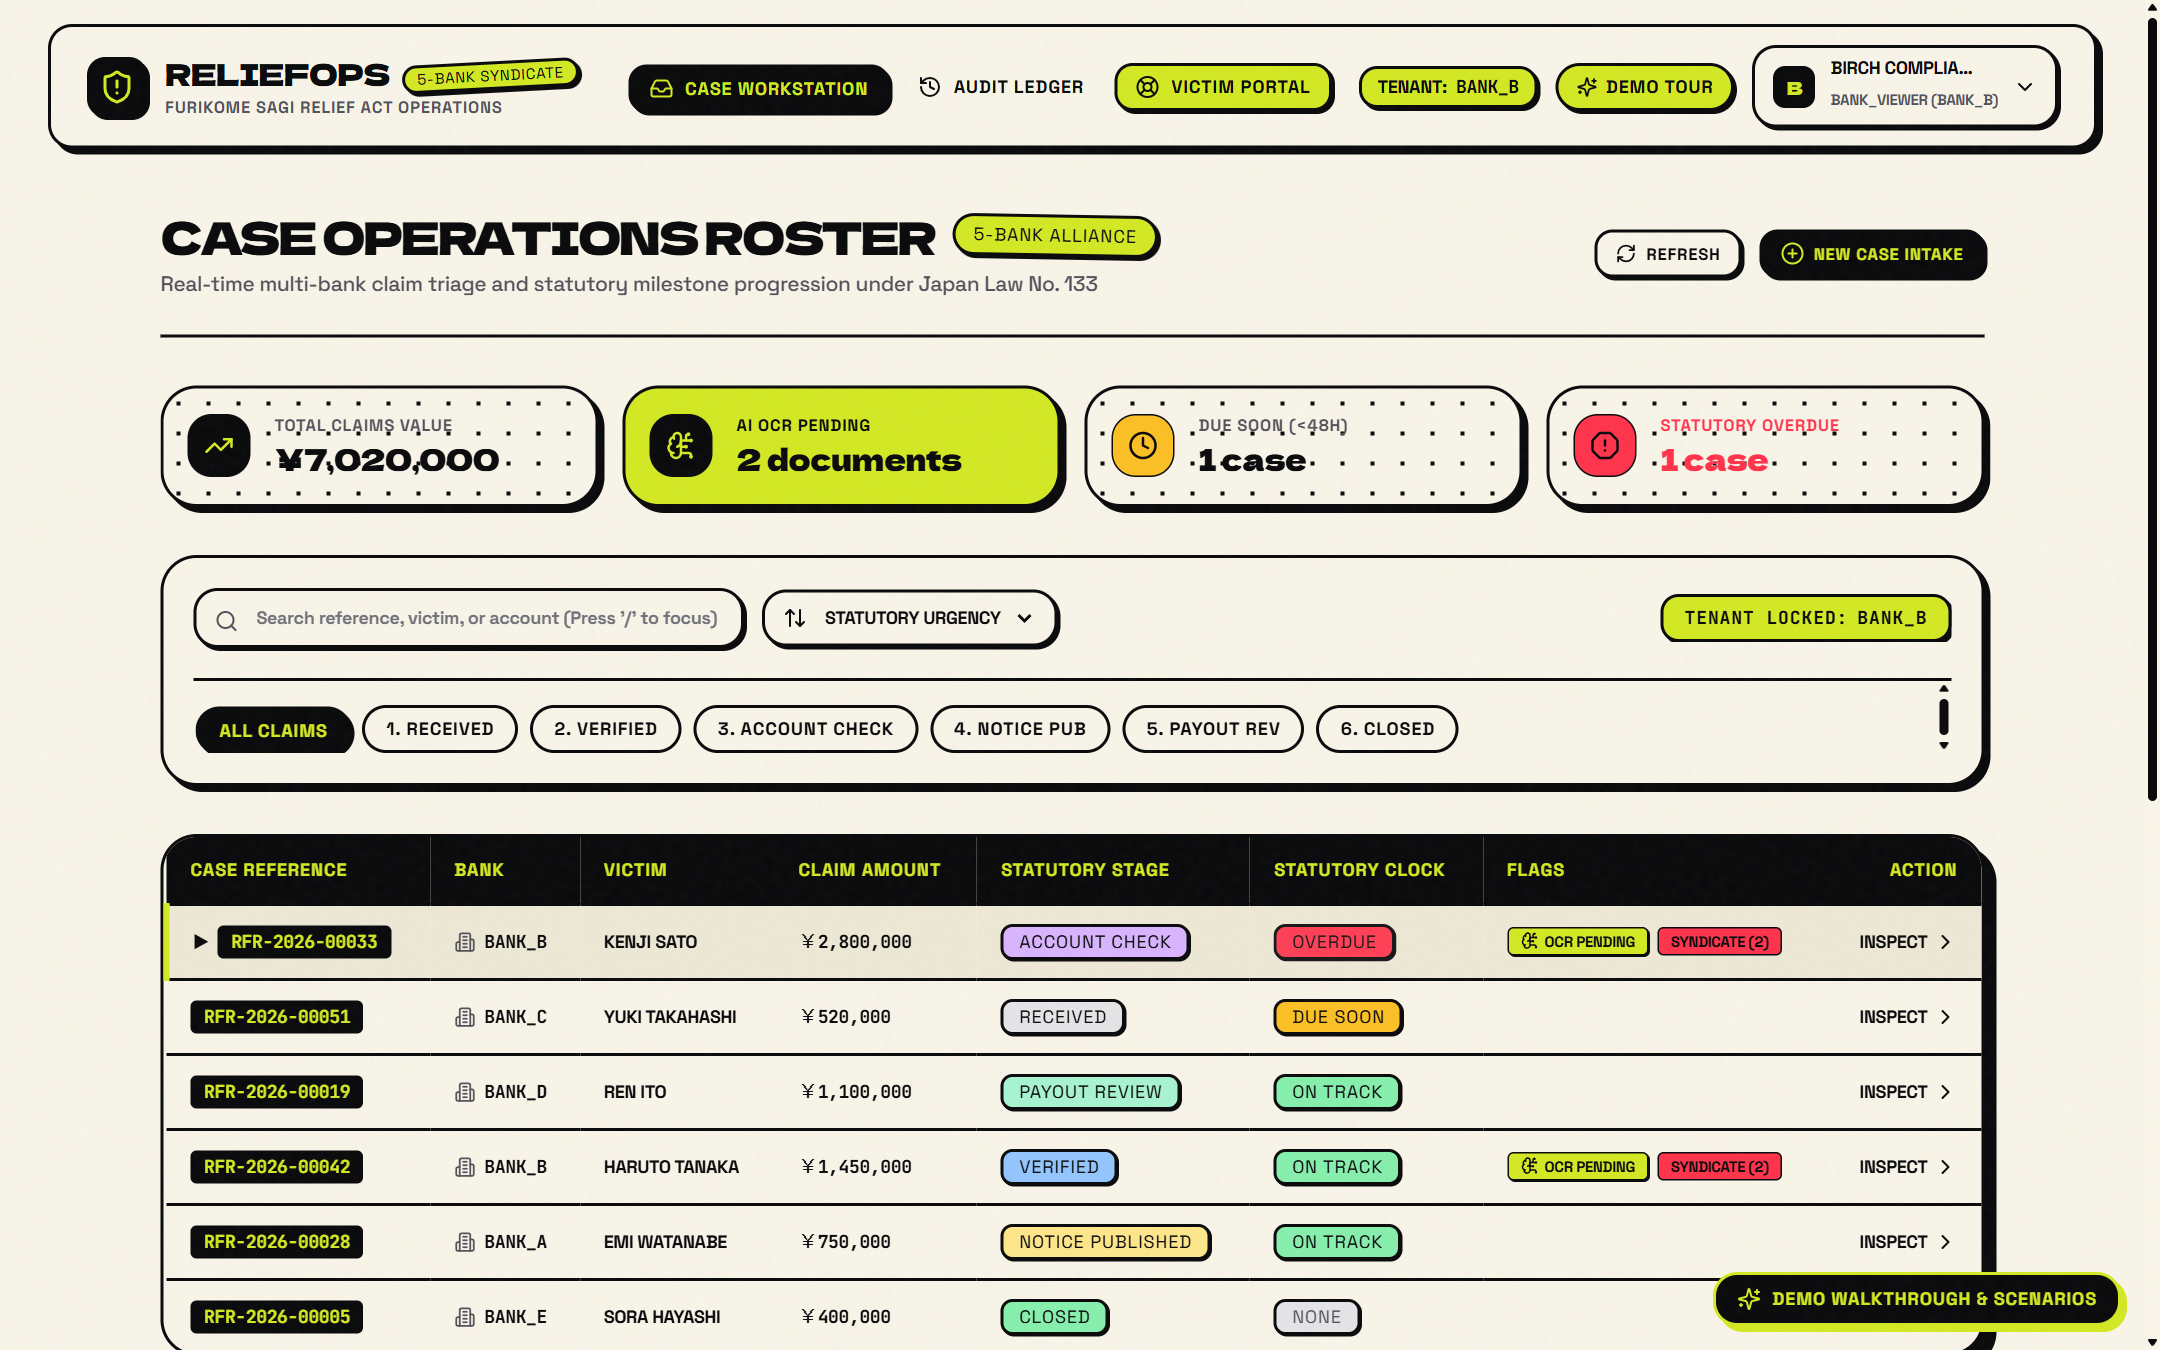 RELIEFOPS
5-BANK SYNDICATE
FURIKOME SAGI RELIEF ACT OPERATIONS
CASE WORKSTATION
AUDIT LEDGER
VICTIM PORTAL
TENANT: BANK_B
DEMO TOUR
B
BIRCH COMPLIA...
BANK_VIEWER (BANK_B)
CASE OPERATIONS ROSTER
5-BANK ALLIANCE
Real-time multi-bank claim triage and statutory milestone progression under Japan Law No. 133
REFRESH
NEW CASE INTAKE
TOTAL CLAIMS VALUE
¥7,020,000
AI OCR PENDING
2 documents
DUE SOON (<48H)
1 case
STATUTORY OVERDUE
1 case
Search reference, victim, or account (Press '/' to focus)
STATUTORY URGENCY
TENANT LOCKED: BANK_B
ALL CLAIMS
1. RECEIVED
2. VERIFIED
3. ACCOUNT CHECK
4. NOTICE PUB
5. PAYOUT REV
6. CLOSED
CASE REFERENCE BANK VICTIM CLAIM AMOUNT STATUTORY STAGE STATUTORY CLOCK FLAGS ACTION
▶ RFR-2026-00033 BANK_B KENJI SATO ¥2,800,000 ACCOUNT CHECK OVERDUE OCR PENDING SYNDICATE (2) INSPECT
RFR-2026-00051 BANK_C YUKI TAKAHASHI ¥520,000 RECEIVED DUE SOON INSPECT
RFR-2026-00019 BANK_D REN ITO ¥1,100,000 PAYOUT REVIEW ON TRACK INSPECT
RFR-2026-00042 BANK_B HARUTO TANAKA ¥1,450,000 VERIFIED ON TRACK OCR PENDING SYNDICATE (2) INSPECT
RFR-2026-00028 BANK_A EMI WATANABE ¥750,000 NOTICE PUBLISHED ON TRACK INSPECT
RFR-2026-00005 BANK_E SORA HAYASHI ¥400,000 CLOSED NONE
DEMO WALKTHROUGH & SCENARIOS